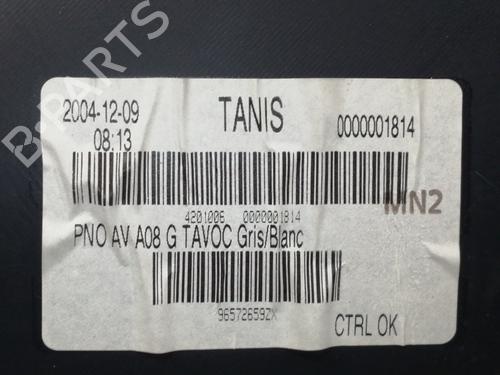 B-PARTS
2004-12-09
08:13
TANIS
0000001814
4201006 0000001814
MN2
PNO AV A08 G TAVOC Gris/Blanc
96572659ZX
CTRL OK